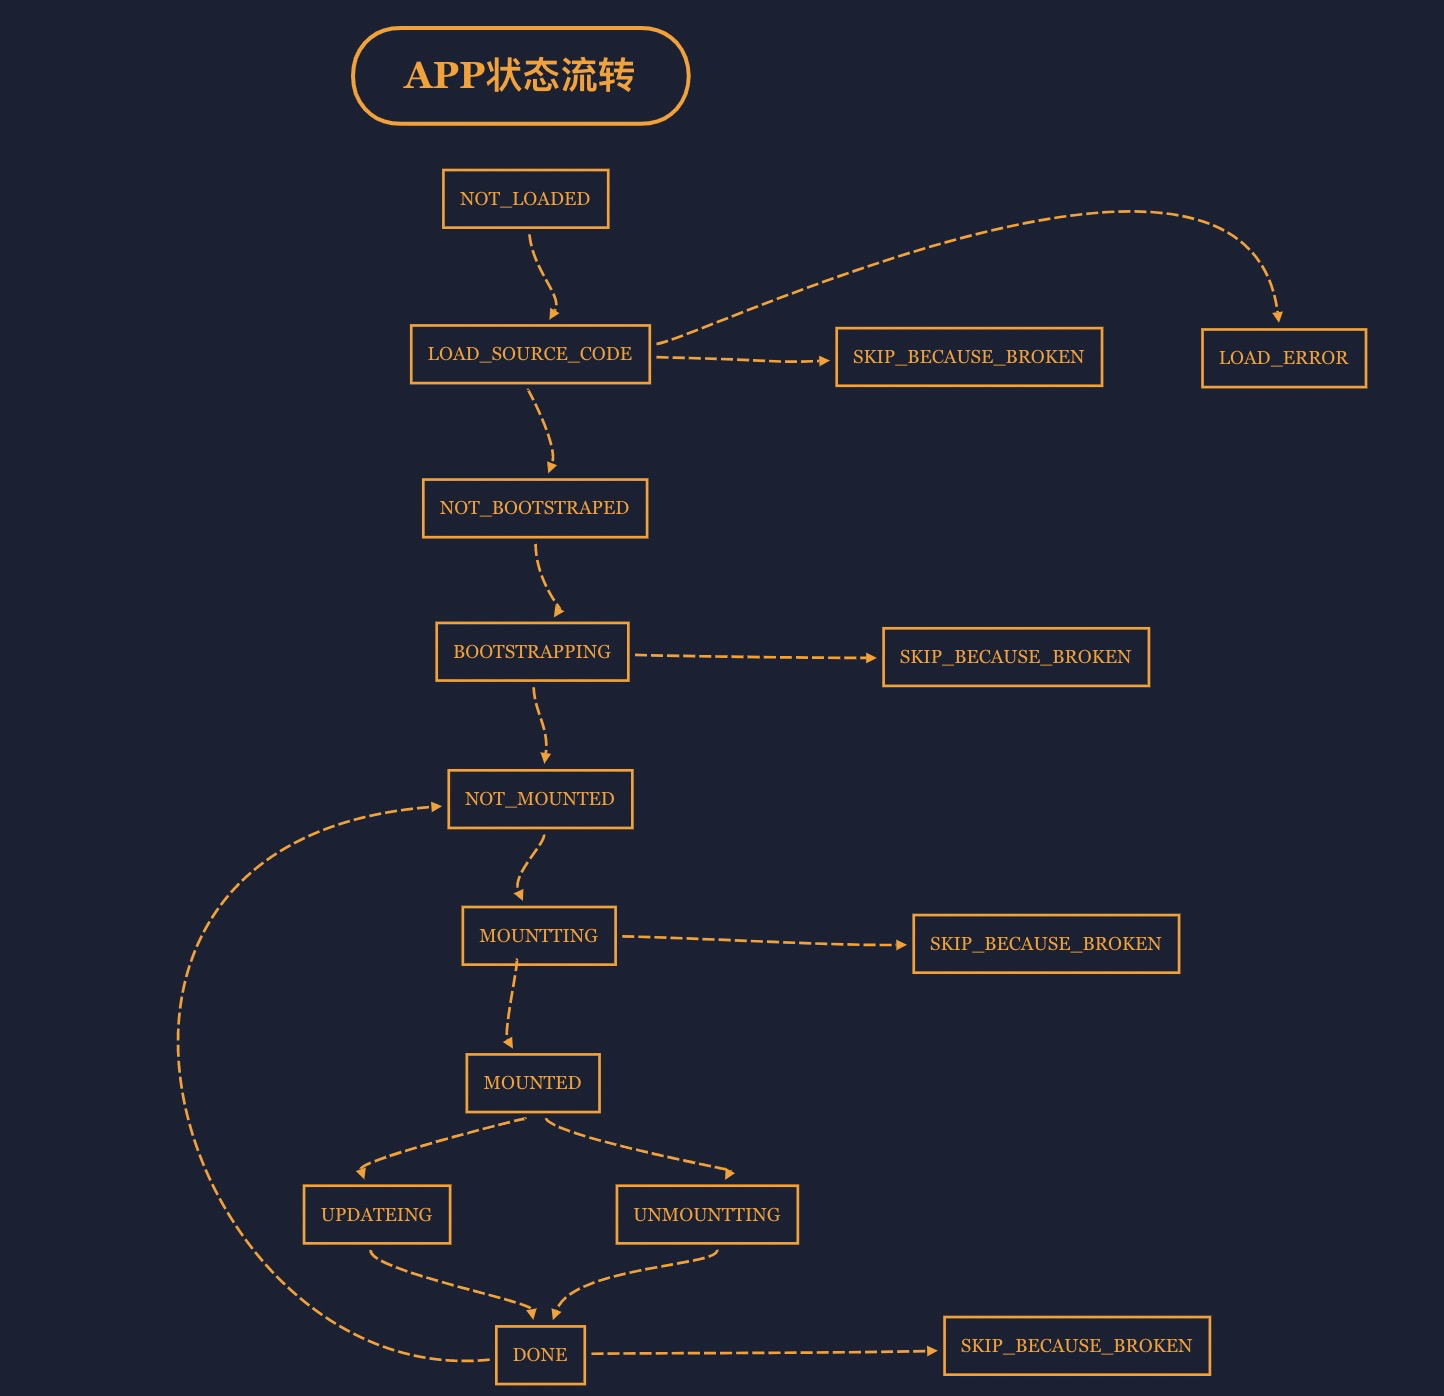 APP状态流转
NOT_LOADED
LOAD_SOURCE_CODE
SKIP_BECAUSE_BROKEN
LOAD_ERROR
NOT_BOOTSTRAPED
BOOTSTRAPPING
SKIP_BECAUSE_BROKEN
NOT_MOUNTED
MOUNTTING
SKIP_BECAUSE_BROKEN
MOUNTED
UPDATEING
UNMOUNTTING
DONE
SKIP_BECAUSE_BROKEN